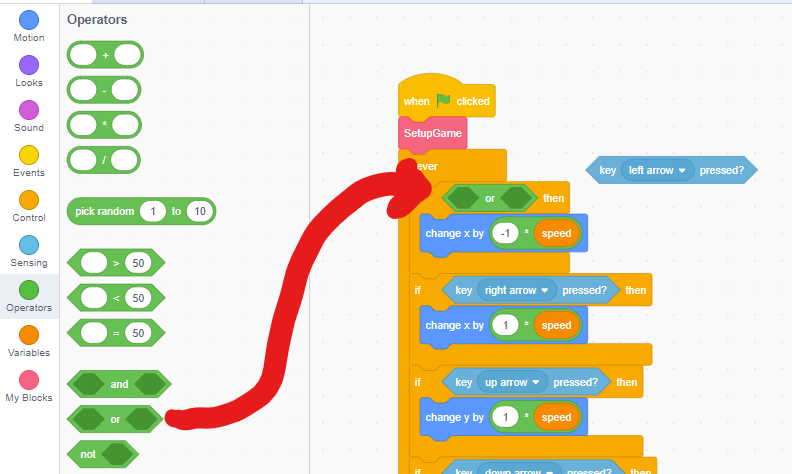 Operators
Motion
Looks
Sound
Events
Control
Sensing
Operators
Variables
My Blocks
+
-
*
/
pick random 1 to 10
> 50
< 50
= 50
and
or
not
when clicked
SetupGame
ever
or then
change x by -1 * speed
if key right arrow pressed? then
change x by 1 * speed
if key up arrow pressed? then
change y by 1 * speed
if key down arrow pressed? then
key left arrow pressed?